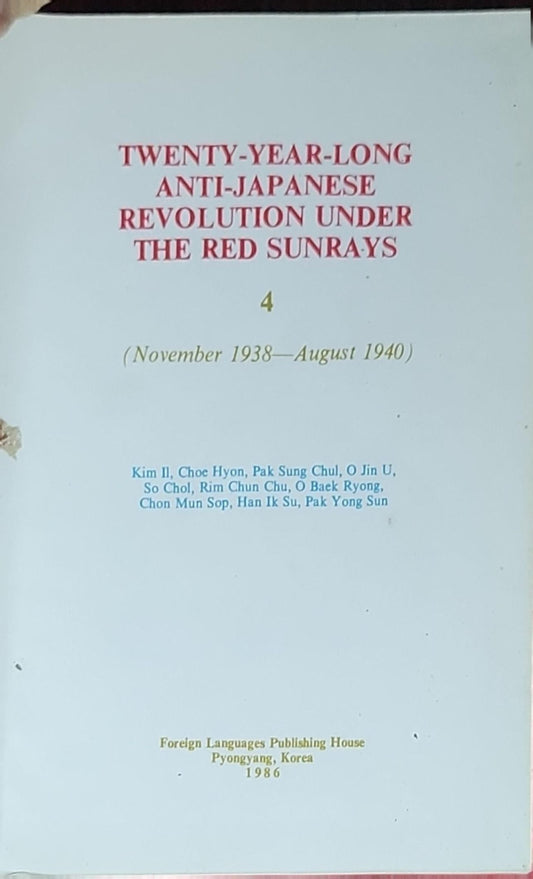 TWENTY-YEAR-LONG
ANTI-JAPANESE
REVOLUTION UNDER
THE RED SUNRAYS
4
(November 1938—August 1940)
Kim Il, Choe Hyon, Pak Sung Chul, O Jin U,
So Chol, Rim Chun Chu, O Baek Ryong,
Chon Mun Sop, Han Ik Su, Pak Yong Sun
Foreign Languages Publishing House
Pyongyang, Korea
1986